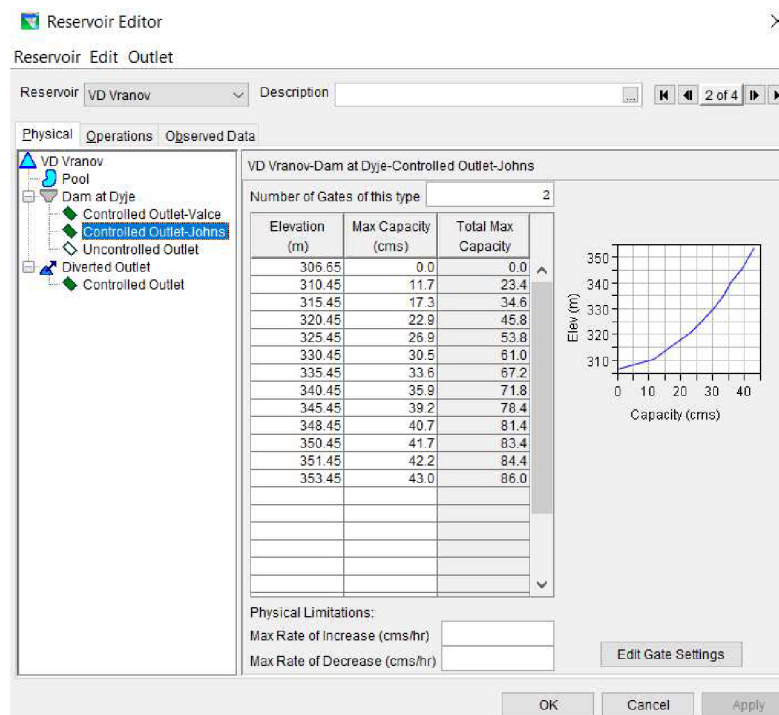 Reservoir Editor
Reservoir Edit Outlet
Reservoir VD Vranov Description ... 2 of 4
Physical Operations Observed Data
VD Vranov
Pool
Dam at Dyje
Controlled Outlet-Valce
Controlled Outlet-Johns
Uncontrolled Outlet
Diverted Outlet
Controlled Outlet
VD Vranov-Dam at Dyje-Controlled Outlet-Johns
Number of Gates of this type 2
Elevation (m) Max Capacity (cms) Total Max Capacity
306.65 0.0 0.0
310.45 11.7 23.4
315.45 17.3 34.6
320.45 22.9 45.8
325.45 26.9 53.8
330.45 30.5 61.0
335.45 33.6 67.2
340.45 35.9 71.8
345.45 39.2 78.4
348.45 40.7 81.4
350.45 41.7 83.4
351.45 42.2 84.4
353.45 43.0 86.0
Elev (m)
350
340
330
320
310
0 10 20 30 40
Capacity (cms)
Physical Limitations:
Max Rate of Increase (cms/hr)
Max Rate of Decrease (cms/hr)
Edit Gate Settings
OK Cancel Apply